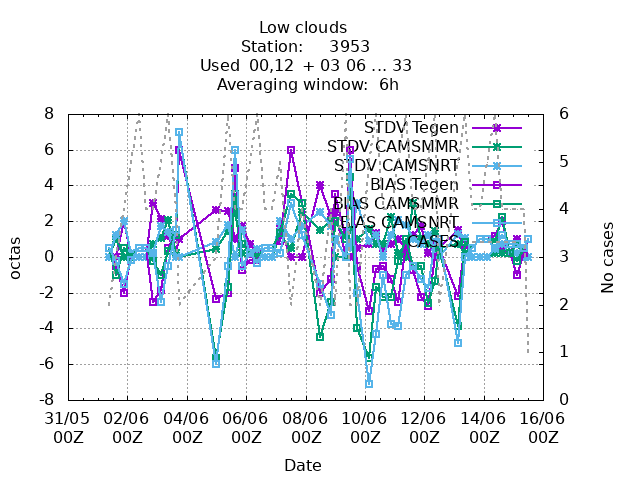 Low clouds
Station: 3953
Used 00,12 + 03 06 ... 33
Averaging window: 6h
STDV Tegen
STDV CAMSMMR
STDV CAMSNRT
BIAS Tegen
BIAS CAMSMMR
BIAS CAMSNRT
CASES
octas
8
6
4
2
0
-2
-4
-6
-8
No cases
6
5
4
3
2
1
0
31/05 02/06 04/06 06/06 08/06 10/06 12/06 14/06 16/06
00Z 00Z 00Z 00Z 00Z 00Z 00Z 00Z 00Z
Date